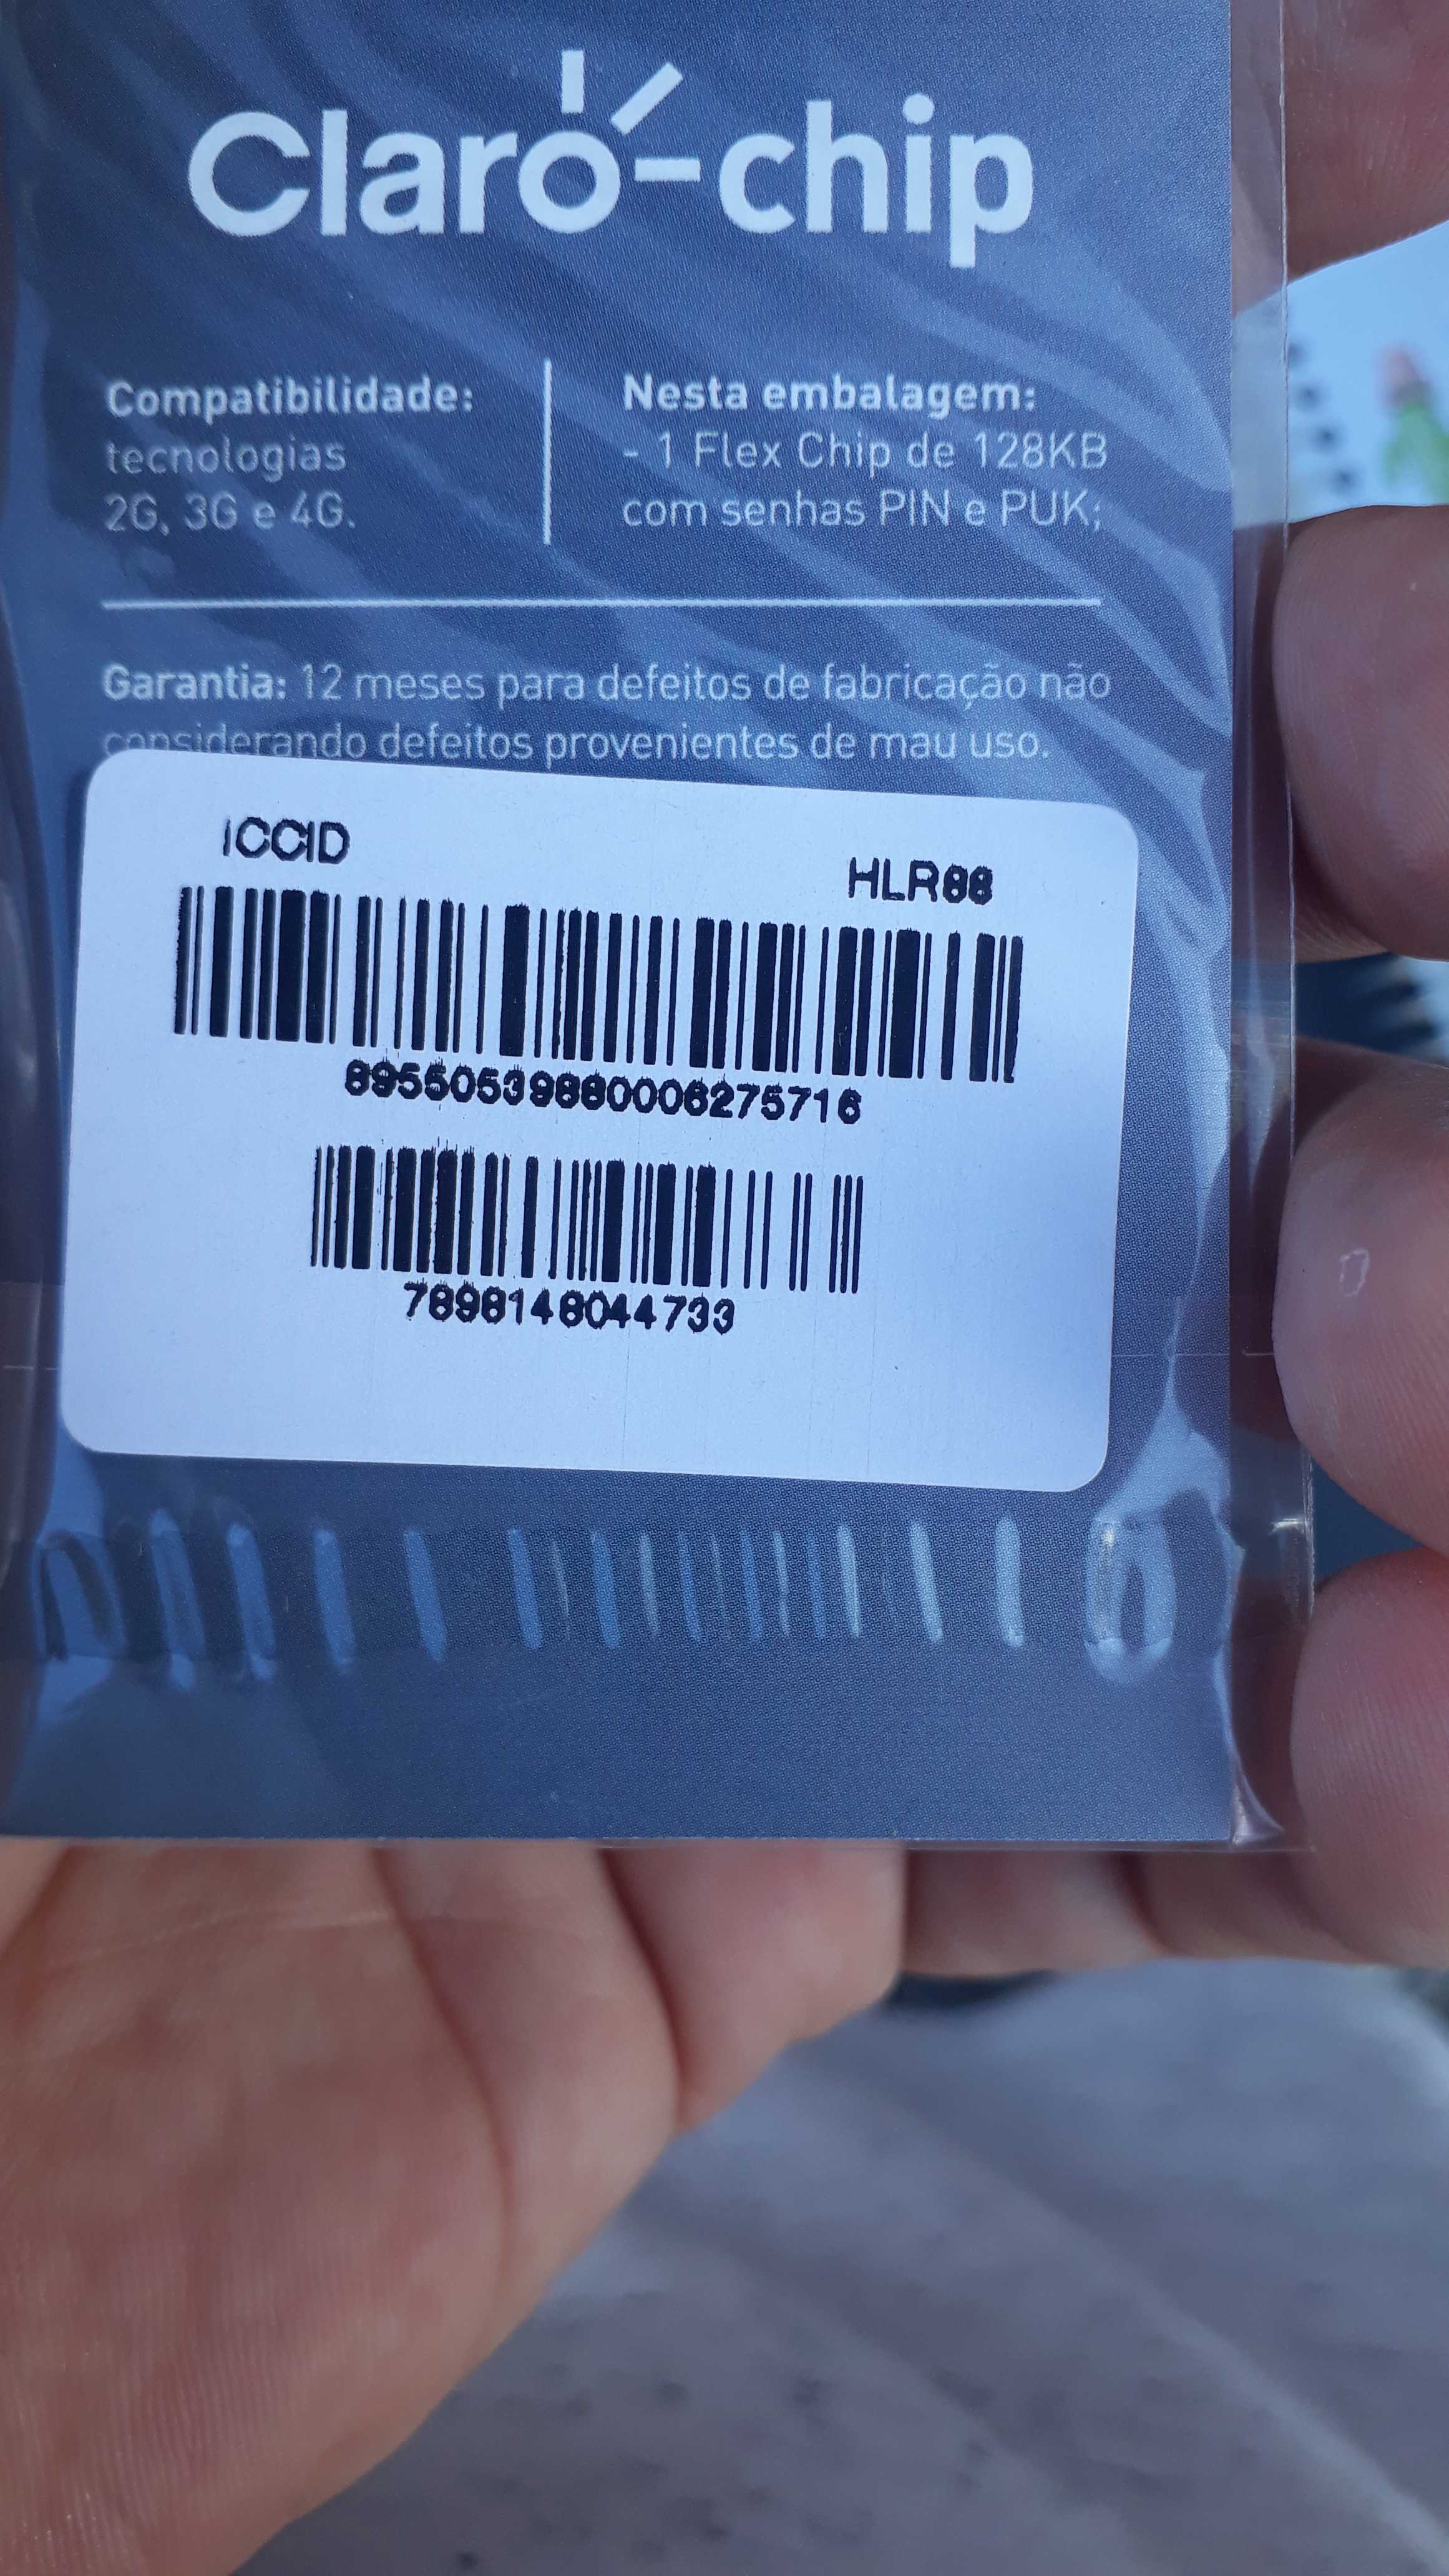 Claro-chip
Compatibilidade:
tecnologias
2G, 3G e 4G.
Nesta embalagem:
- 1 Flex Chip de 128KB
com senhas PIN e PUK;
Garantia: 12 meses para defeitos de fabricação não
considerando defeitos provenientes de mau uso.
ICCID
HLR88
89550539880006275716
7898148044733